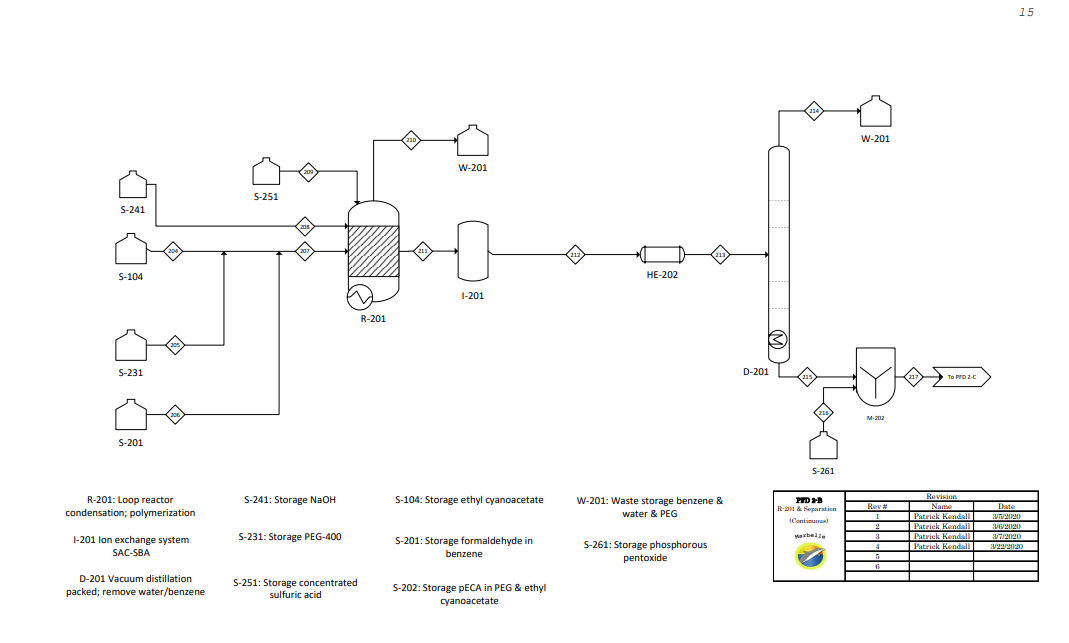 15
214
W-201
210
W-201
209
S-251
S-241
208
S-104
204
207
211
I-201
212
HE-202
213
R-201
S-231
205
S-201
206
D-201
215
M-202
217
To PFD 2-C
216
S-261
R-201: Loop reactor
condensation; polymerization
I-201 Ion exchange system
SAC-SBA
D-201 Vacuum distillation
packed; remove water/benzene
S-241: Storage NaOH
S-231: Storage PEG-400
S-251: Storage concentrated
sulfuric acid
S-104: Storage ethyl cyanoacetate
S-201: Storage formaldehyde in
benzene
S-202: Storage pECA in PEG & ethyl
cyanoacetate
W-201: Waste storage benzene &
water & PEG
S-261: Storage phosphorous
pentoxide
PFD 2-B
R-201 & Separation
(Continuous)
Marbelle
Revision
Rev # Name Date
1 Patrick Kendall 3/5/2020
2 Patrick Kendall 3/6/2020
3 Patrick Kendall 3/7/2020
4 Patrick Kendall 3/22/2020
5
6